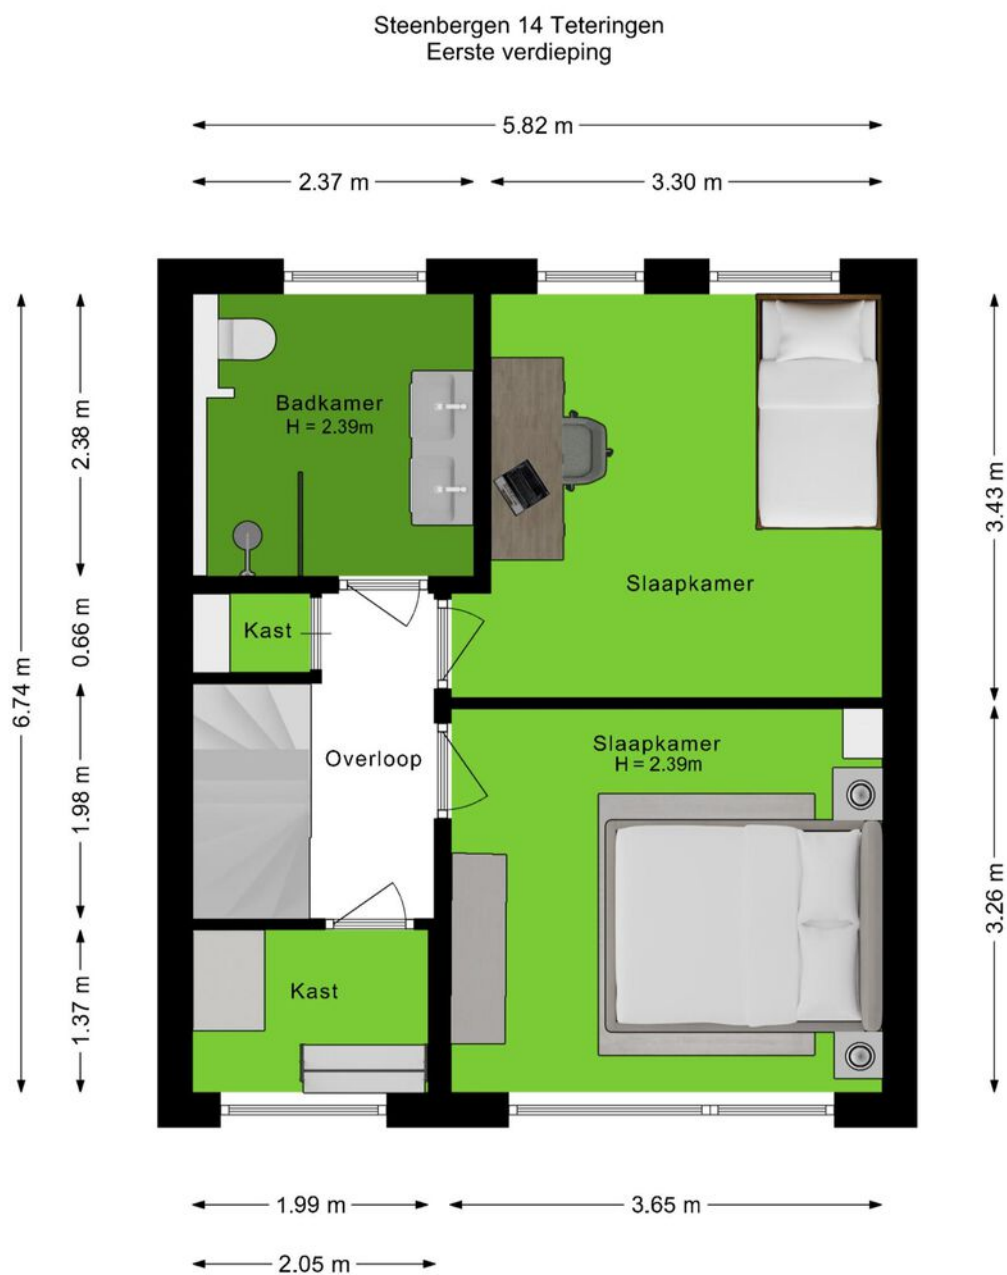 Steenbergen 14 Teteringen
Eerste verdieping
5.82 m
2.37 m
3.30 m
6.74 m
2.38 m
0.66 m
1.98 m
1.37 m
Badkamer
H = 2.39m
Slaapkamer
Kast
Overloop
Slaapkamer
H = 2.39m
Kast
3.43 m
3.26 m
1.99 m
3.65 m
2.05 m